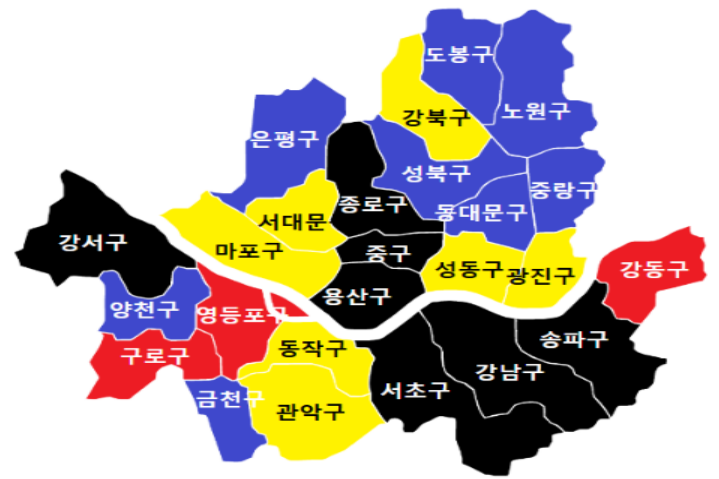 도봉구
노원구
강북구
은평구
성북구
중랑구
종로구
동대문구
서대문
강서구
마포구
중구
성동구
광진구
강동구
용산구
양천구
영등포구
송파구
동작구
구로구
강남구
서초구
금천구
관악구